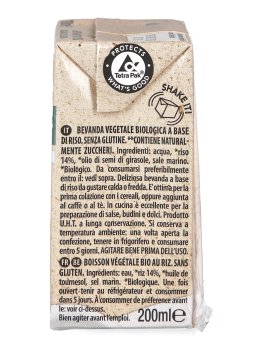 PROTECTS
Tetra Pak
WHAT'S GOOD
SHAKE IT!
IT BEVANDA VEGETALE BIOLOGICA A BASE
DI RISO, SENZA GLUTINE. **CONTIENE NATURAL-
MENTE ZUCCHERI. Ingredienti: acqua, *riso
14%, *olio di semi di girasole, sale marino.
*Biologico. Da consumarsi preferibilmente
entro il: vedi sopra. Deliziosa bevanda a base
di riso da gustare calda o fredda. E'ottima per la
prima colazione con i cereali, oppure aggiunta
al caffè o al tè. In cucina è eccellente per la
preparazione di salse, budini e dolci. Prodotto
U.H.T. a lunga conservazione. Si conserva a
temperatura ambiente: una volta aperta la
confezione, tenere in frigorifero e consumare
entro 5 giorni. AGITARE BENE PRIMA DELL'USO.
FR BE BOISSON VÉGÉTALE BIO AU RIZ. SANS
GLUTEN. Ingrédients: eau, *riz 14%, *huile de
tournesol, sel marin. *Biologique. Une fois
ouvert tenir au réfrigérateur et consommer
dans 5 jours. À consommer de préférence avant
le: voir ci-dessus.
Bien agiter avant l'emploi.
200ml e